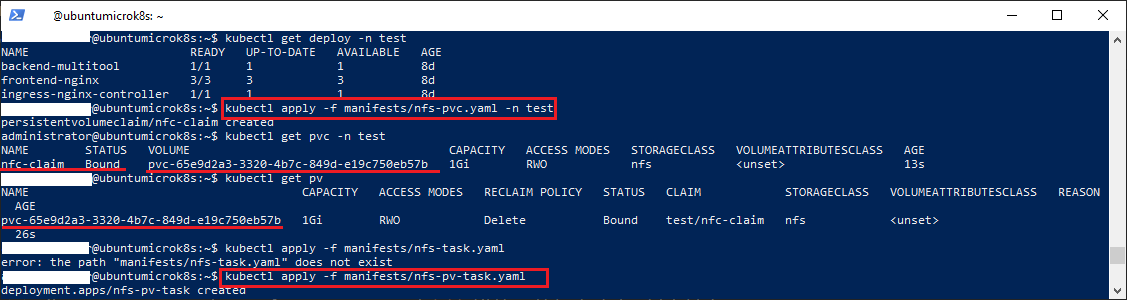 @ubuntumicrok8s: ~
@ubuntumicrok8s:~$ kubectl get deploy -n test
NAME READY UP-TO-DATE AVAILABLE AGE
backend-multitool 1/1 1 1 8d
frontend-nginx 3/3 3 3 8d
ingress-nginx-controller 1/1 1 1 8d
@ubuntumicrok8s:~$ kubectl apply -f manifests/nfs-pvc.yaml -n test
persistentvolumeclaim/nfc-claim created
administrator@ubuntumicrok8s:~$ kubectl get pvc -n test
NAME STATUS VOLUME CAPACITY ACCESS MODES STORAGECLASS VOLUMEATTRIBUTESCLASS AGE
nfc-claim Bound pvc-65e9d2a3-3320-4b7c-849d-e19c750eb57b 1Gi RWO nfs <unset> 13s
@ubuntumicrok8s:~$ kubectl get pv
NAME CAPACITY ACCESS MODES RECLAIM POLICY STATUS CLAIM STORAGECLASS VOLUMEATTRIBUTESCLASS REASON
AGE
pvc-65e9d2a3-3320-4b7c-849d-e19c750eb57b 1Gi RWO Delete Bound test/nfc-claim nfs <unset>
26s
@ubuntumicrok8s:~$ kubectl apply -f manifests/nfs-task.yaml
error: the path "manifests/nfs-task.yaml" does not exist
@ubuntumicrok8s:~$ kubectl apply -f manifests/nfs-pv-task.yaml
deployment.apps/nfs-pv-task created